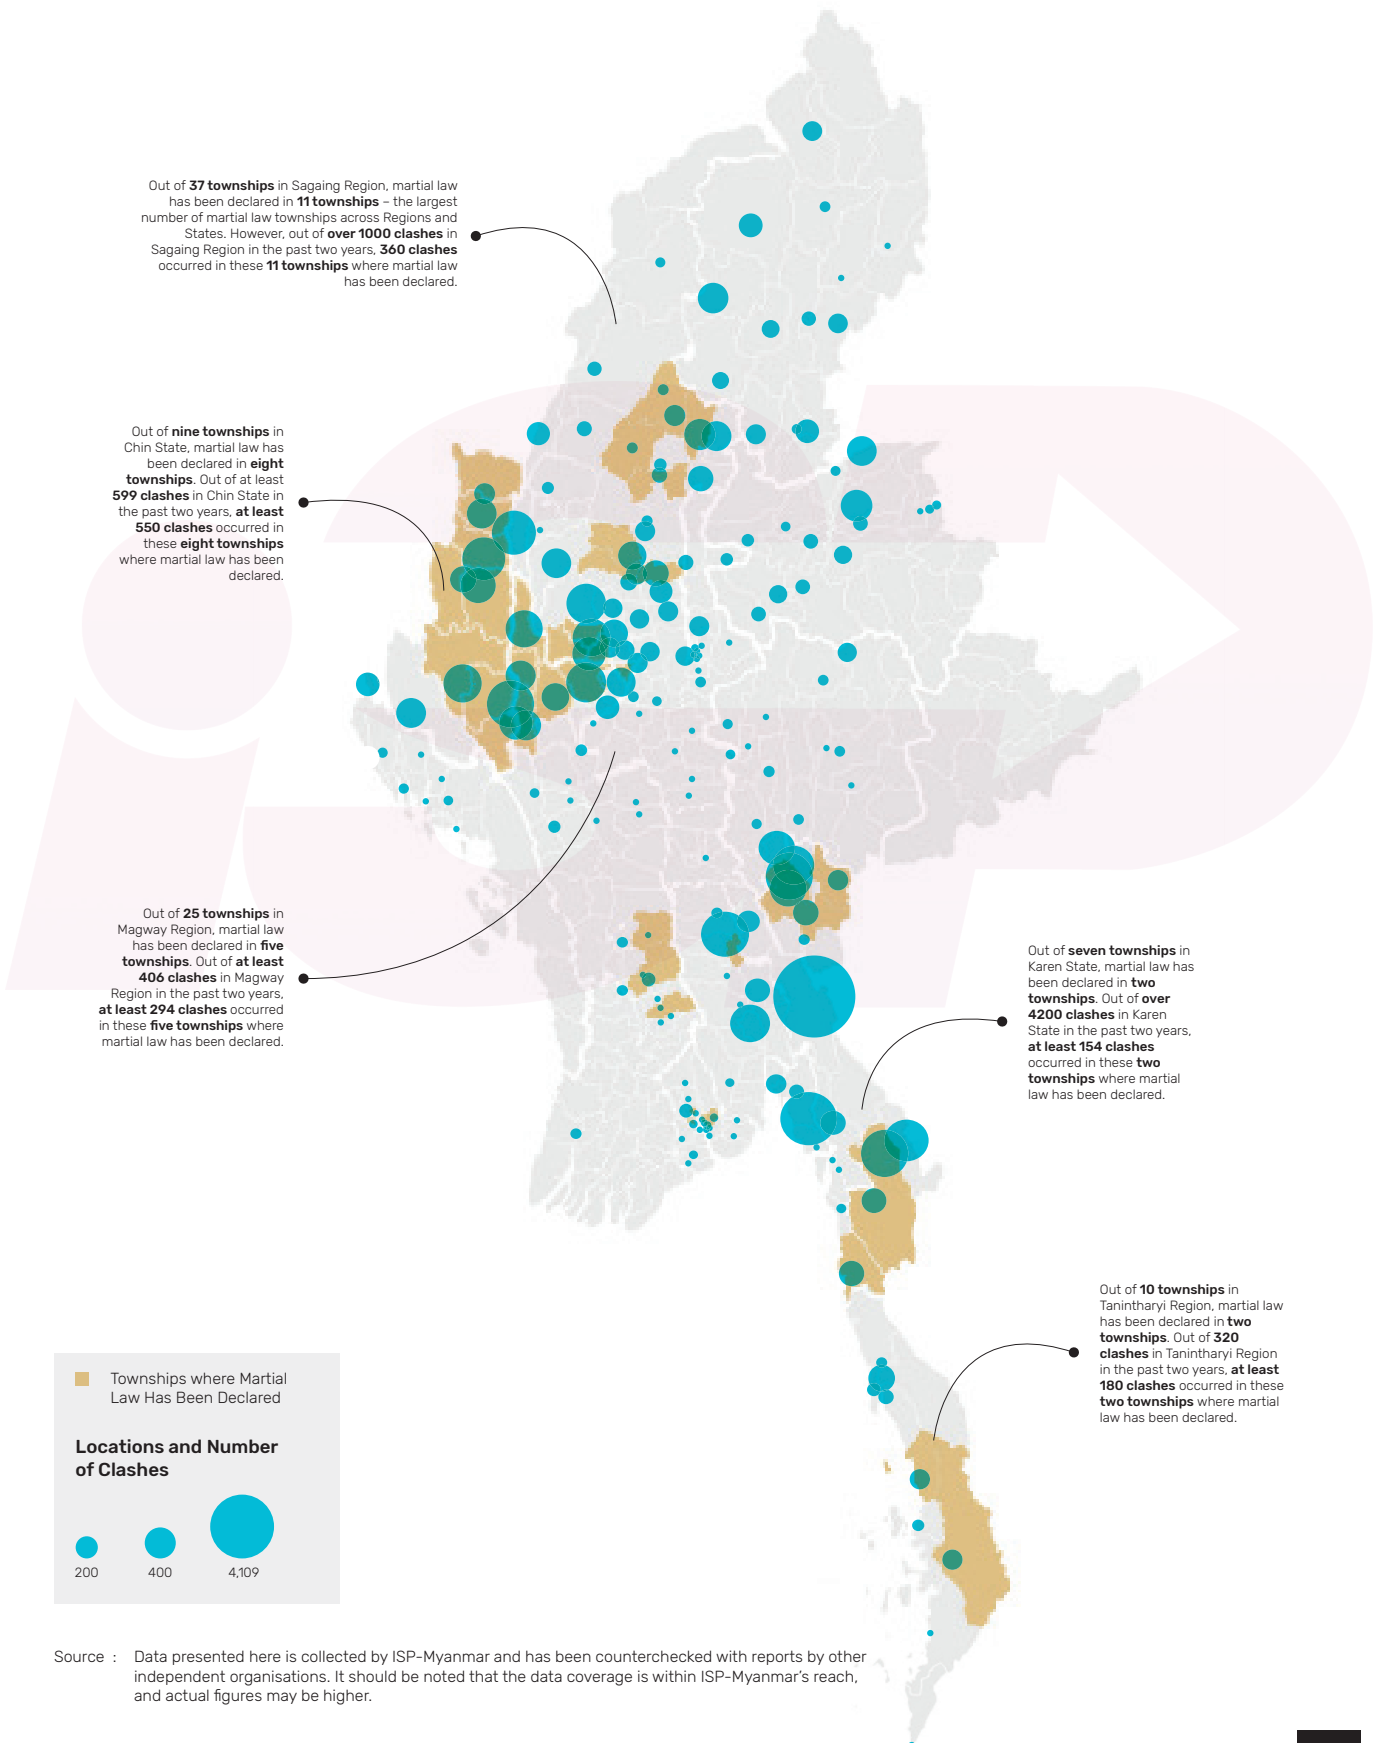 Out of 37 townships in Sagaing Region, martial law
has been declared in 11 townships – the largest
number of martial law townships across Regions and
States. However, out of over 1000 clashes in
Sagaing Region in the past two years, 360 clashes
occurred in these 11 townships where martial law
has been declared.
Out of nine townships in
Chin State, martial law has
been declared in eight
townships. Out of at least
599 clashes in Chin State in
the past two years, at least
550 clashes occurred in
these eight townships
where martial law has been
declared.
Out of 25 townships in
Magway Region, martial law
has been declared in five
townships. Out of at least
406 clashes in Magway
Region in the past two years,
at least 294 clashes occurred
in these five townships where
martial law has been declared.
Out of seven townships in
Karen State, martial law has
been declared in two
townships. Out of over
4200 clashes in Karen
State in the past two years,
at least 154 clashes
occurred in these two
townships where martial
law has been declared.
Out of 10 townships in
Tanintharyi Region, martial law
has been declared in two
townships. Out of 320
clashes in Tanintharyi Region
in the past two years, at least
180 clashes occurred in these
two townships where martial
law has been declared.
Townships where Martial
Law Has Been Declared
Locations and Number
of Clashes
200 400 4,109
Source : Data presented here is collected by ISP-Myanmar and has been counterchecked with reports by other
independent organisations. It should be noted that the data coverage is within ISP-Myanmar's reach,
and actual figures may be higher.
iSP